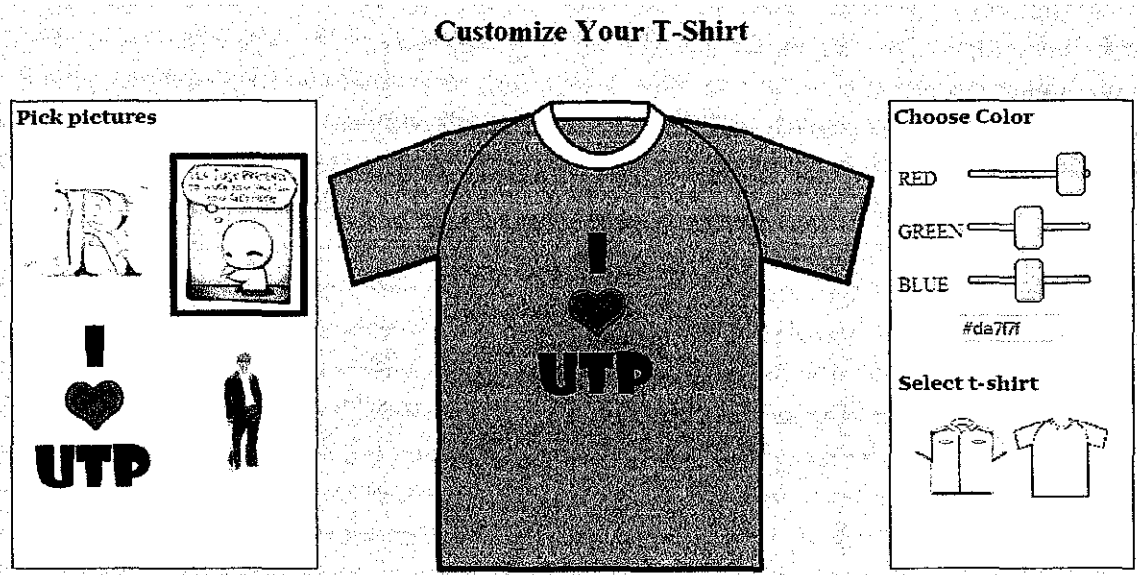 Customize Your T-Shirt
Pick pictures
R
I
UTP
I
UTP
Choose Color
RED
GREEN
BLUE
#da7f7f
Select t-shirt